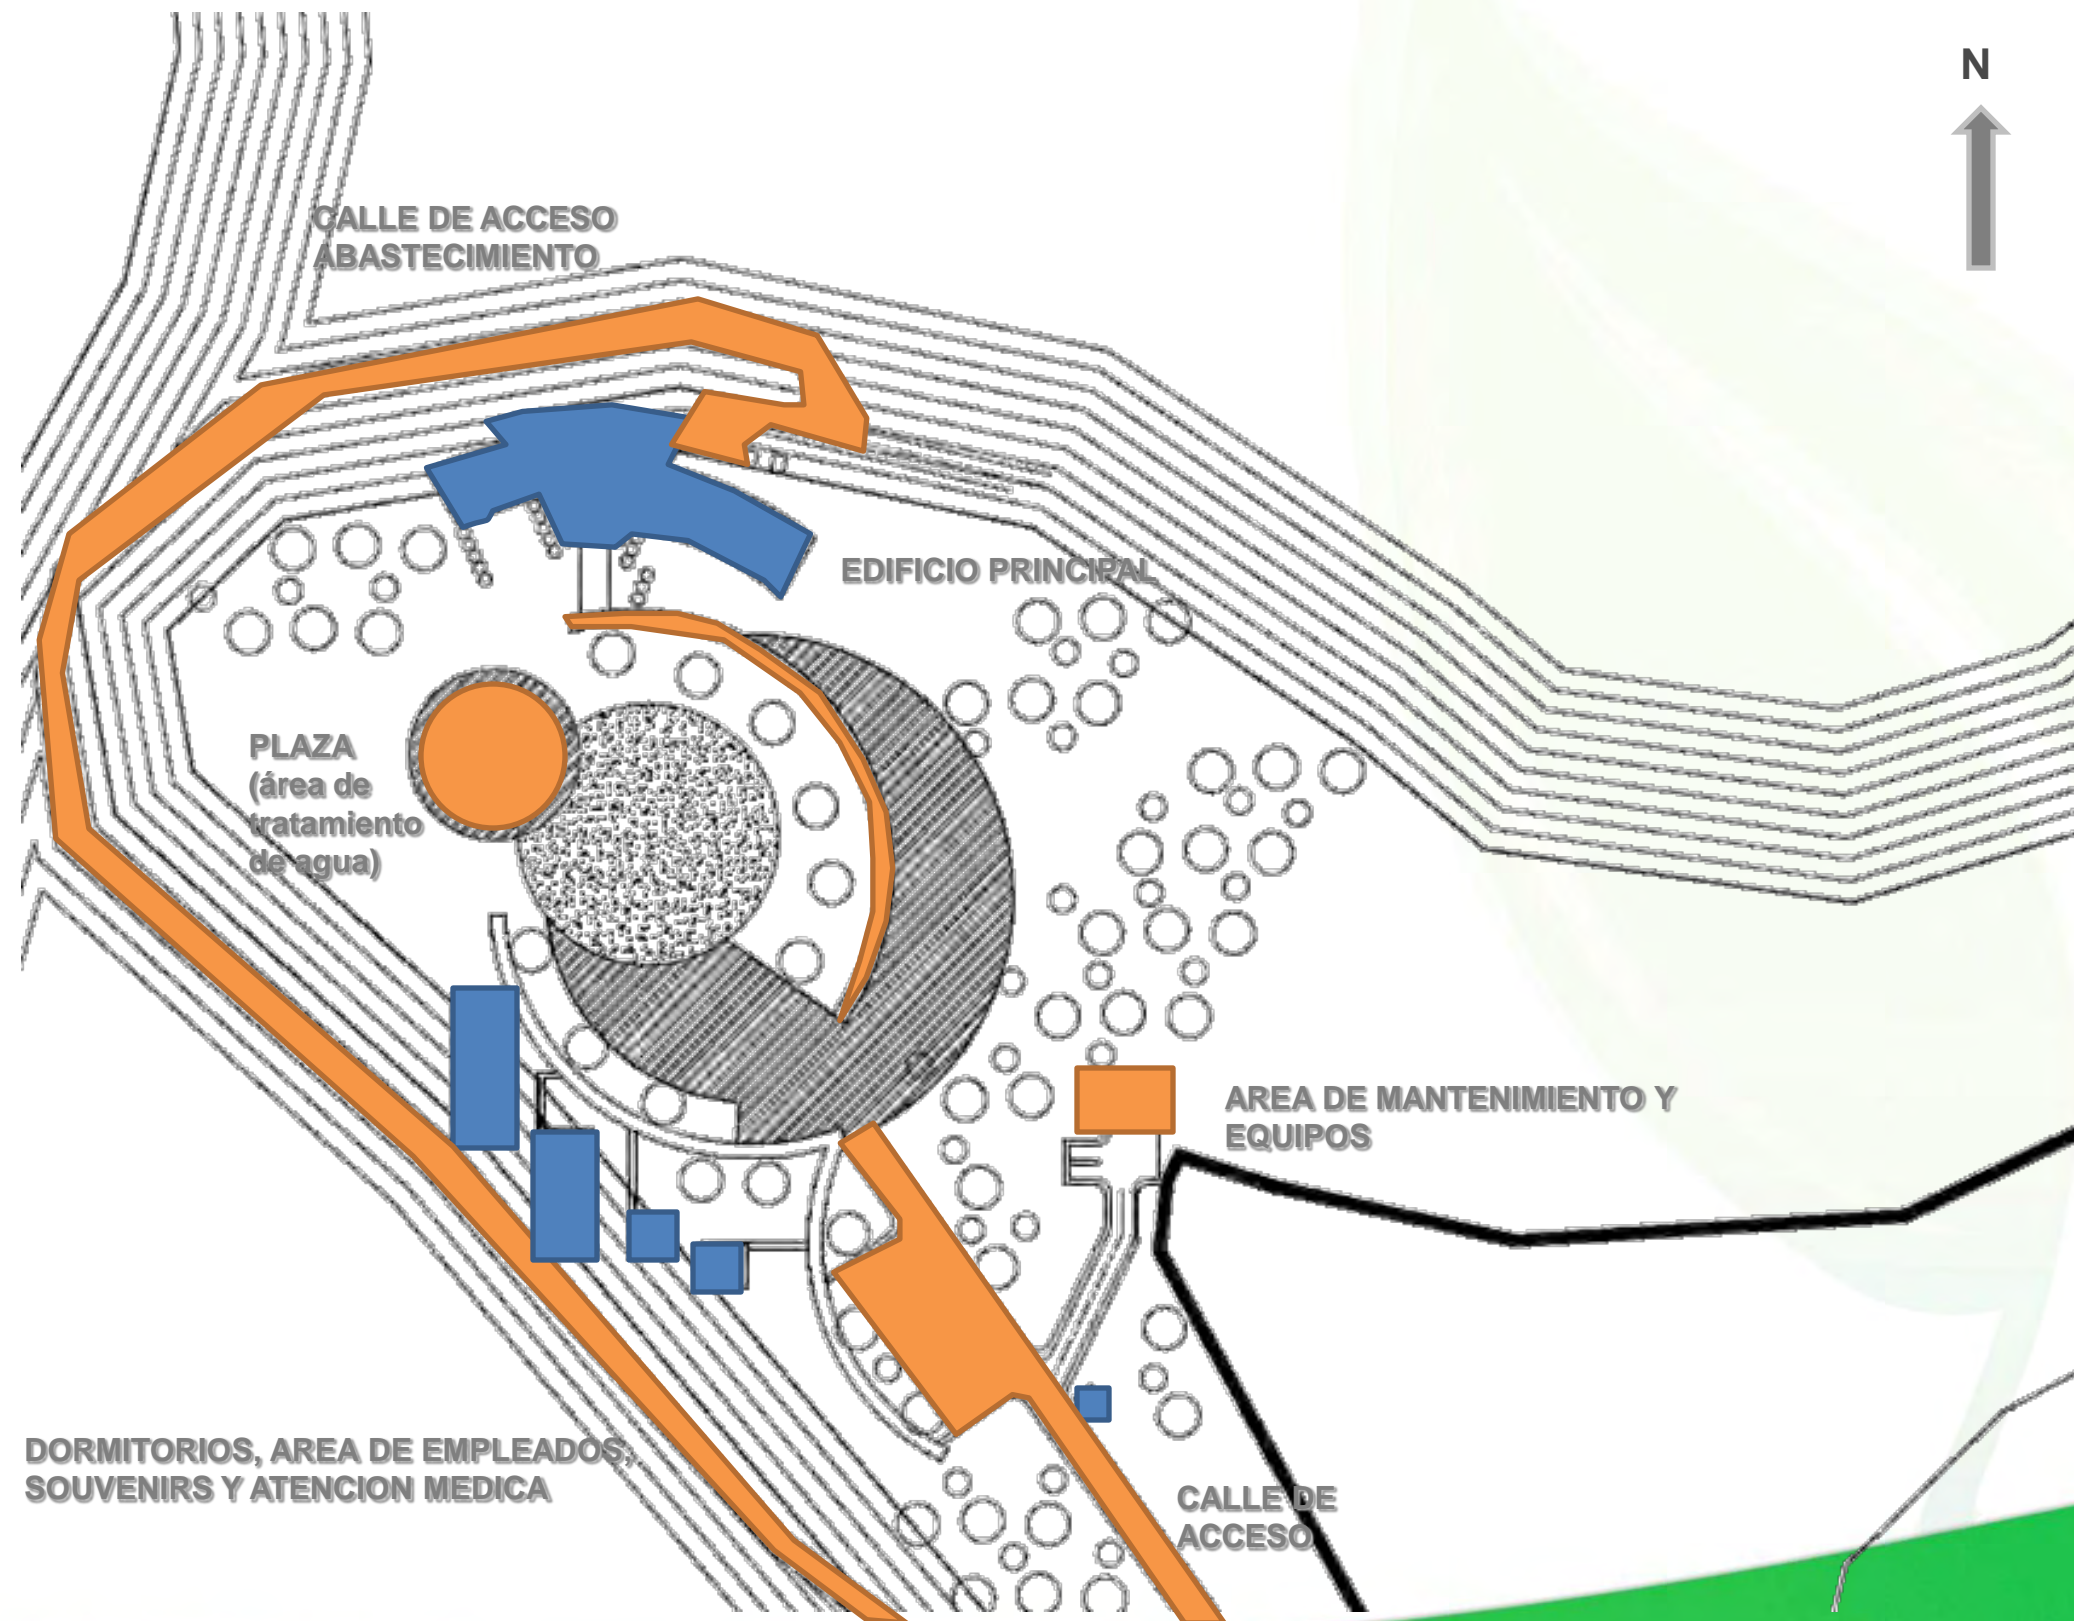 N
CALLE DE ACCESO
ABASTECIMIENTO
EDIFICIO PRINCIPAL
PLAZA
(área de
tratamiento
de agua)
AREA DE MANTENIMIENTO Y
EQUIPOS
DORMITORIOS, AREA DE EMPLEADOS,
SOUVENIRS Y ATENCION MEDICA
CALLE DE
ACCESO